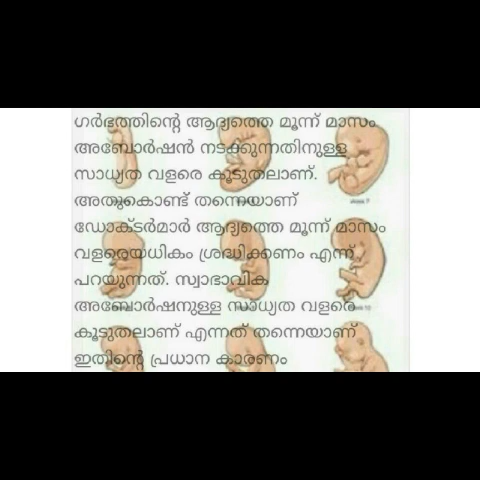 ഗർഭത്തിന്റെ ആദ്യത്തെ മൂന്ന് മാസം
അബോർഷൻ നടക്കുന്നതിനുള്ള
സാധ്യത വളരെ കൂടുതലാണ്.
അതുകൊണ്ട് തന്നെയാണ്
ഡോക്ടർമാർ ആദ്യത്തെ മൂന്ന് മാസം
വളരെയധികം ശ്രദ്ധിക്കണം എന്ന്
പറയുന്നത്. സ്വാഭാവിക
അബോർഷനുള്ള സാധ്യത വളരെ
കൂടുതലാണ് എന്നത് തന്നെയാണ്
ഇതിന്റെ പ്രധാന കാരണം